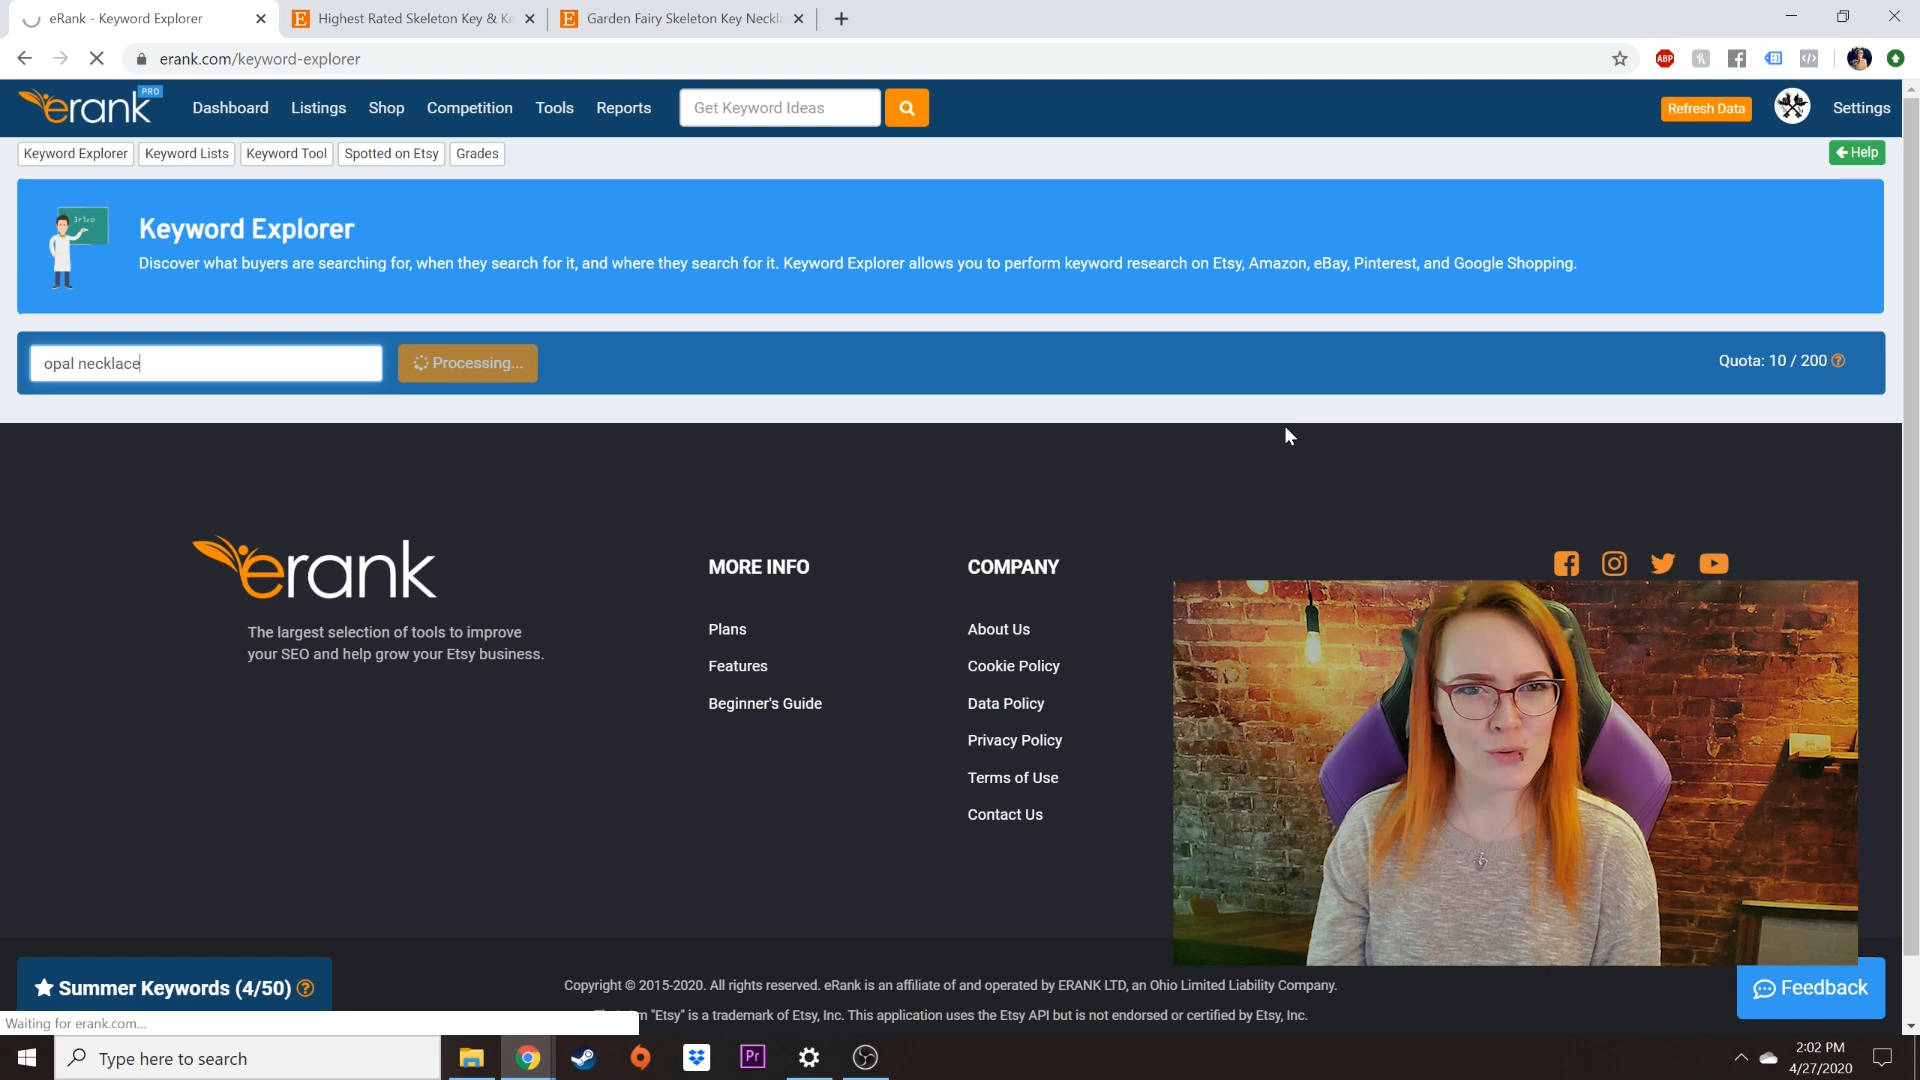 eRank - Keyword Explorer
Highest Rated Skeleton Key & Ke
Garden Fairy Skeleton Key Neckl
erank.com/keyword-explorer
ABP
erank PRO
Dashboard
Listings
Shop
Competition
Tools
Reports
Get Keyword Ideas
Refresh Data
Settings
Keyword Explorer
Keyword Lists
Keyword Tool
Spotted on Etsy
Grades
Help
Intro
Keyword Explorer
Discover what buyers are searching for, when they search for it, and where they search for it. Keyword Explorer allows you to perform keyword research on Etsy, Amazon, eBay, Pinterest, and Google Shopping.
opal necklace
Processing...
Quota: 10 / 200
erank
The largest selection of tools to improve
your SEO and help grow your Etsy business.
MORE INFO
Plans
Features
Beginner's Guide
COMPANY
About Us
Cookie Policy
Data Policy
Privacy Policy
Terms of Use
Contact Us
Summer Keywords (4/50)
Copyright © 2015-2020. All rights reserved. eRank is an affiliate of and operated by ERANK LTD, an Ohio Limited Liability Company.
"Etsy" is a trademark of Etsy, Inc. This application uses the Etsy API but is not endorsed or certified by Etsy, Inc.
Feedback
Waiting for erank.com...
Type here to search
Pr
2:02 PM
4/27/2020